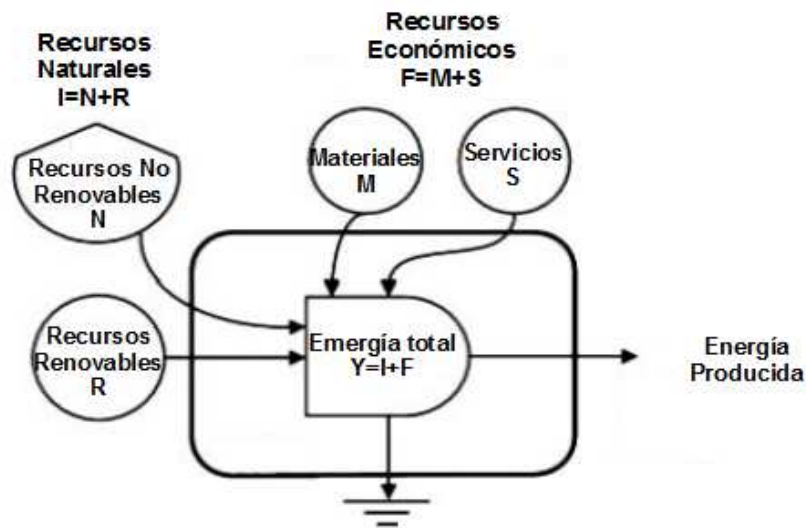 Recursos
Naturales
I=N+R
Recursos
Económicos
F=M+S
Recursos No
Renovables
N
Materiales
M
Servicios
S
Recursos
Renovables
R
Emergía total
Y=I+F
Energía
Producida